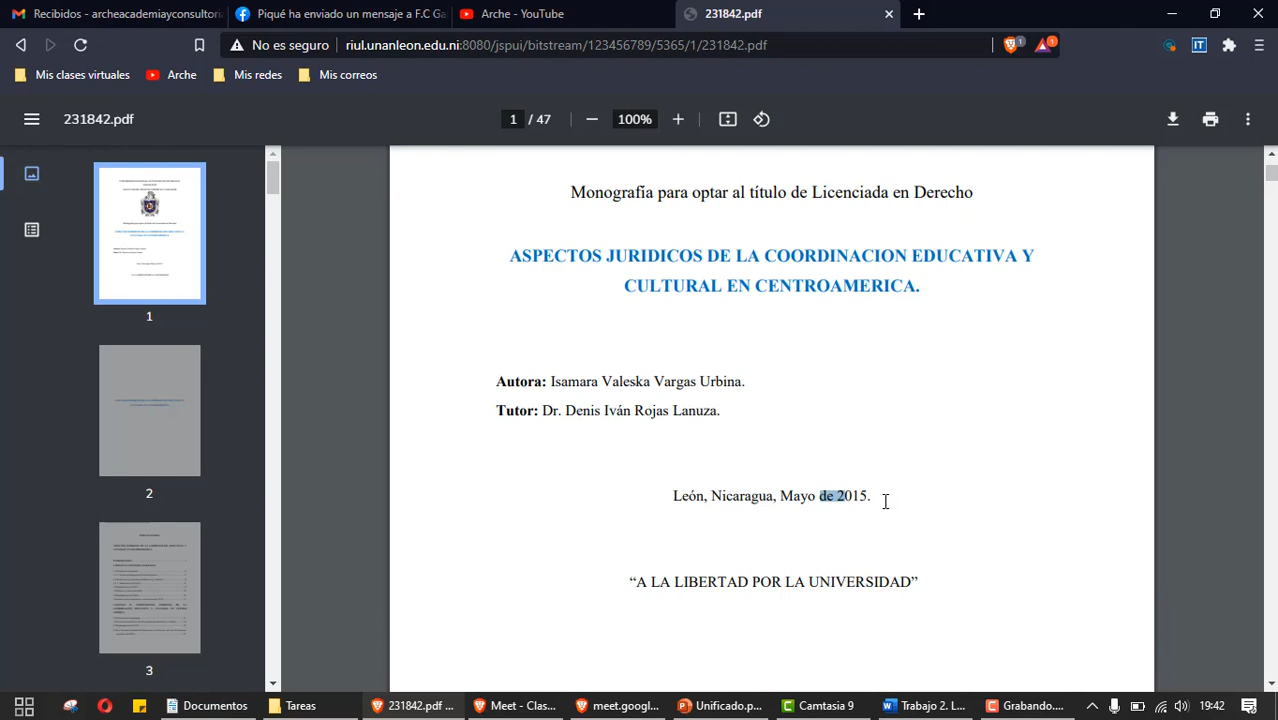 Recibidos - archeacademiayconsultori
Piqué ha enviado un mensaje a F.C Ga
Arche - YouTube
231842.pdf
No es seguro
riul.unanleon.edu.ni:8080/jspui/bitstream/123456789/5365/1/231842.pdf
1
1
IT
Mis clases virtuales
Arche
Mis redes
Mis correos
231842.pdf
1 / 47
100%
1
2
3
Monografía para optar al título de Licenciada en Derecho
ASPECTOS JURIDICOS DE LA COORDINACION EDUCATIVA Y
CULTURAL EN CENTROAMERICA.
Autora: Isamara Valeska Vargas Urbina.
Tutor: Dr. Denis Iván Rojas Lanuza.
León, Nicaragua, Mayo de 2015.
“A LA LIBERTAD POR LA UNIVERSIDAD”
Documentos
Tareas
231842.pdf ...
Meet - Clas...
meet.googl...
Unificado.p...
Camtasia 9
Trabajo 2. L...
Grabando....
19:42